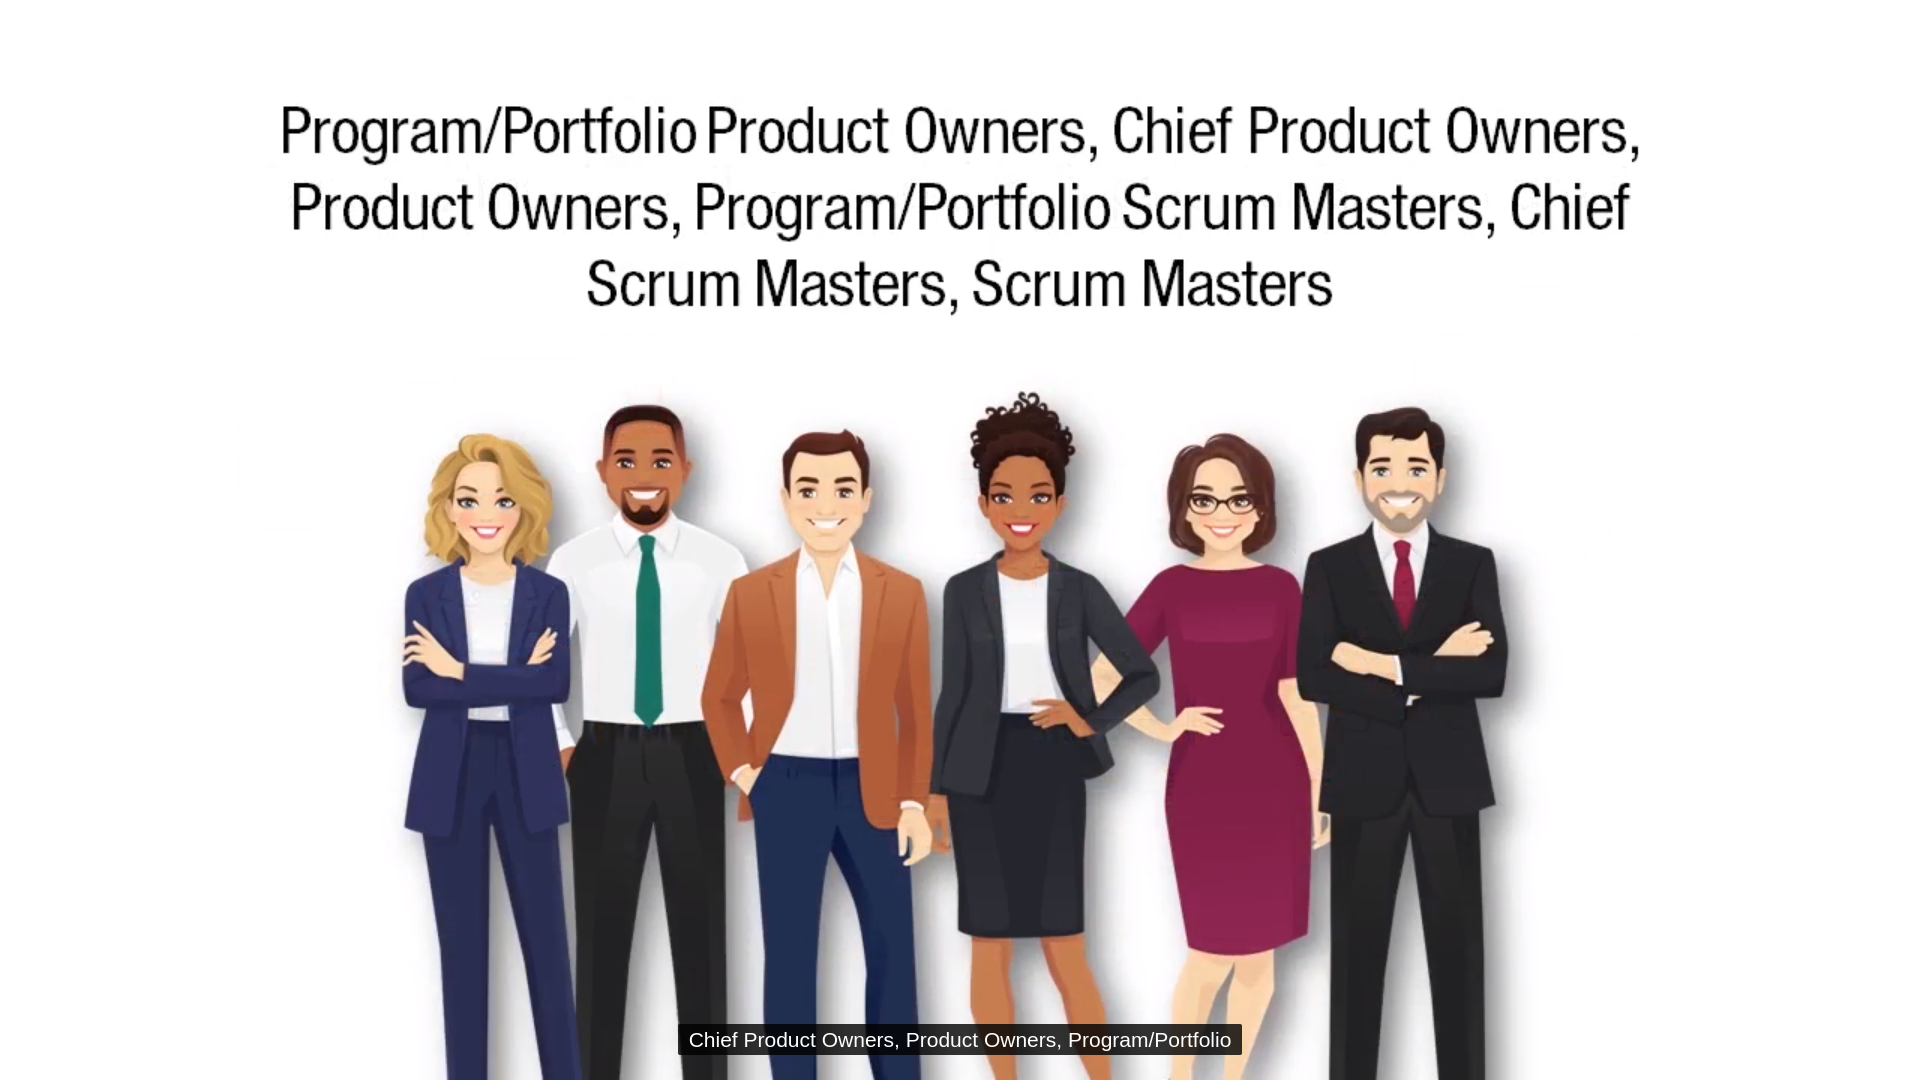 Program/Portfolio Product Owners, Chief Product Owners,
Product Owners, Program/Portfolio Scrum Masters, Chief
Scrum Masters, Scrum Masters
Chief Product Owners, Product Owners, Program/Portfolio